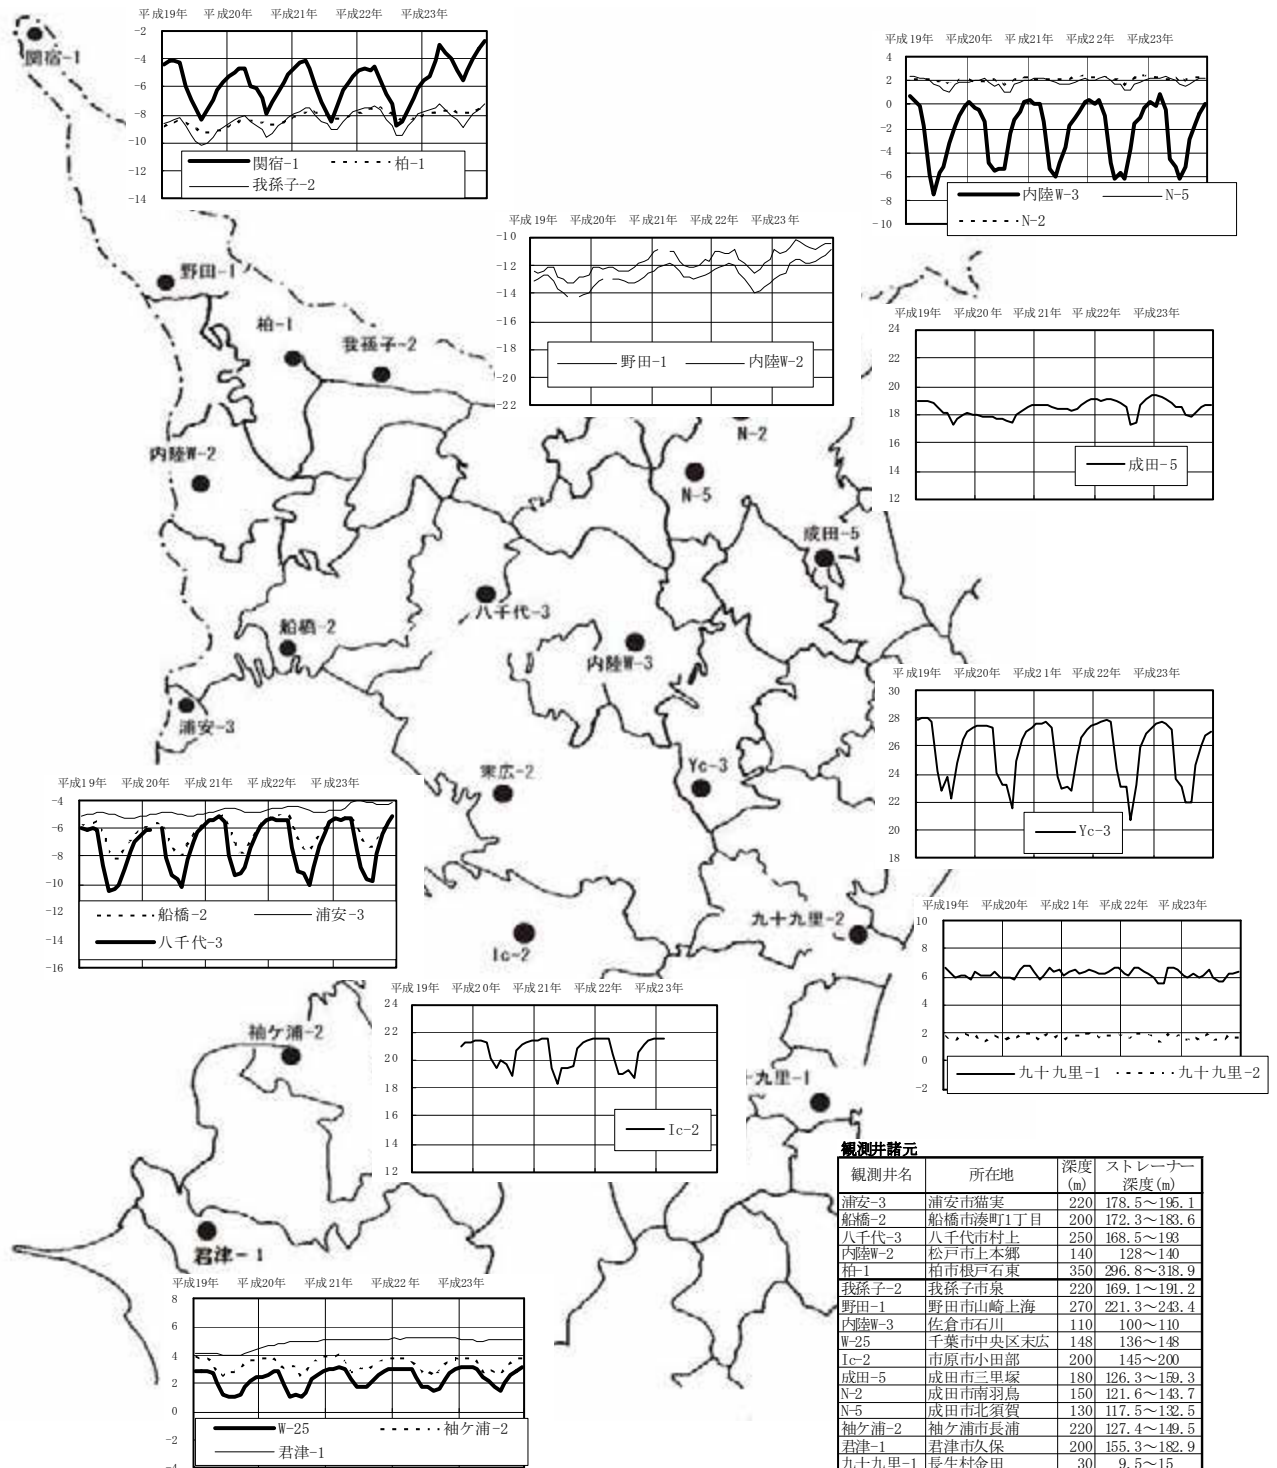 平成19年 平成20年 平成21年 平成22年 平成23年
-2
-4
-6
-8
-10
-12
-14
関宿-1 柏-1
我孫子-2
関宿-1
平成19年 平成20年 平成21年 平成22年 平成23年
4
2
0
-2
-4
-6
-8
-10
内陸W-3 N-5
N-2
平成19年 平成20年 平成21年 平成22年 平成23年
-10
-12
-14
-16
-18
-20
-22
野田-1 内陸W-2
野田-1
柏-1
我孫子-2
平成19年 平成20年 平成21年 平成22年 平成23年
24
22
20
18
16
14
12
成田-5
N-2
内陸W-2
N-5
成田-5
八千代-3
船橋-2
内陸W-3
浦安-3
平成19年 平成20年 平成21年 平成22年 平成23年
30
28
26
24
22
20
18
Yc-3
末広-2
Yc-3
平成19年 平成20年 平成21年 平成22年 平成23年
-4
-6
-8
-10
-12
-14
-16
船橋-2 浦安-3
八千代-3
九十九里-2
Ic-2
平成19年 平成20年 平成21年 平成22年 平成23年
10
8
6
4
2
0
-2
九十九里-1 九十九里-2
平成19年 平成20年 平成21年 平成22年 平成23年
24
22
20
18
16
14
12
Ic-2
袖ケ浦-2
十九里-1
君津-1
平成19年 平成20年 平成21年 平成22年 平成23年
8
6
4
2
0
-2
-4
W-25 袖ケ浦-2
君津-1
観測井諸元
観測井名 所在地 深度(m) ストレーナー深度(m)
浦安-3 浦安市猫実 220 178.5～195.1
船橋-2 船橋市湊町1丁目 200 172.3～183.6
八千代-3 八千代市村上 250 168.5～193
内陸W-2 松戸市上本郷 140 128～140
柏-1 柏市根戸石東 350 296.8～318.9
我孫子-2 我孫子市泉 220 169.1～191.2
野田-1 野田市山崎上海 270 221.3～243.4
内陸W-3 佐倉市石川 110 100～110
W-25 千葉市中央区末広 148 136～148
Ic-2 市原市小田部 200 145～200
成田-5 成田市三里塚 180 126.3～159.3
N-2 成田市南羽鳥 150 121.6～143.7
N-5 成田市北須賀 130 117.5～132.5
袖ケ浦-2 袖ケ浦市長浦 220 127.4～149.5
君津-1 君津市久保 200 155.3～182.9
九十九里-1 長生村金田 30 9.5～15